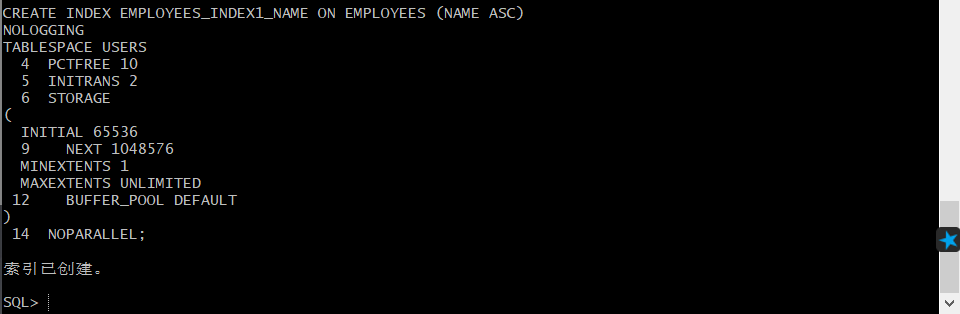 CREATE INDEX EMPLOYEES_INDEX1_NAME ON EMPLOYEES (NAME ASC)
NOLOGGING
TABLESPACE USERS
  4  PCTFREE 10
  5  INITRANS 2
  6  STORAGE
(
  INITIAL 65536
  9    NEXT 1048576
  MINEXTENTS 1
  MAXEXTENTS UNLIMITED
 12    BUFFER_POOL DEFAULT
)
 14  NOPARALLEL;
索引已创建。
SQL>